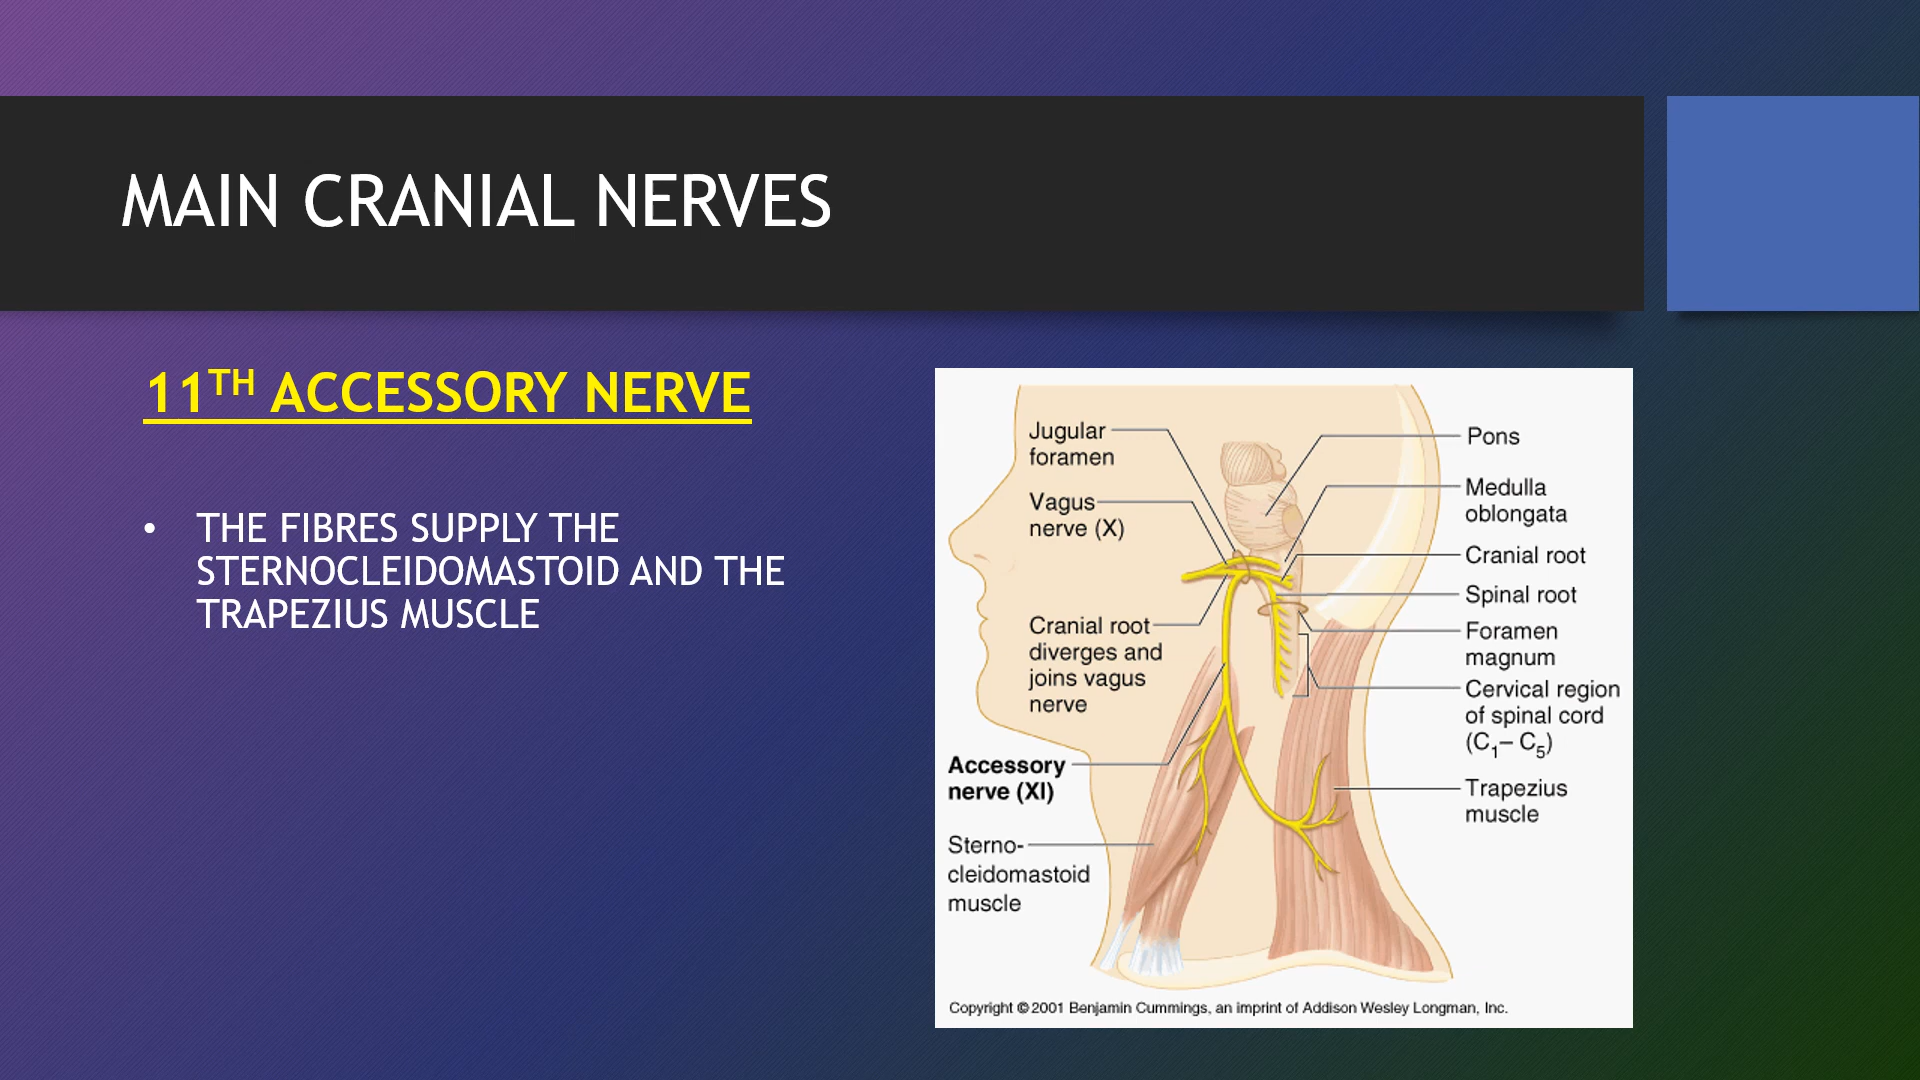 MAIN CRANIAL NERVES
11TH ACCESSORY NERVE
• THE FIBRES SUPPLY THE
STERNOCLEIDOMASTOID AND THE
TRAPEZIUS MUSCLE
Jugular
foramen
Vagus
nerve (X)
Cranial root
diverges and
joins vagus
nerve
Accessory
nerve (XI)
Sterno-
cleidomastoid
muscle
Pons
Medulla
oblongata
Cranial root
Spinal root
Foramen
magnum
Cervical region
of spinal cord
(C1– C5)
Trapezius
muscle
Copyright © 2001 Benjamin Cummings, an imprint of Addison Wesley Longman, Inc.